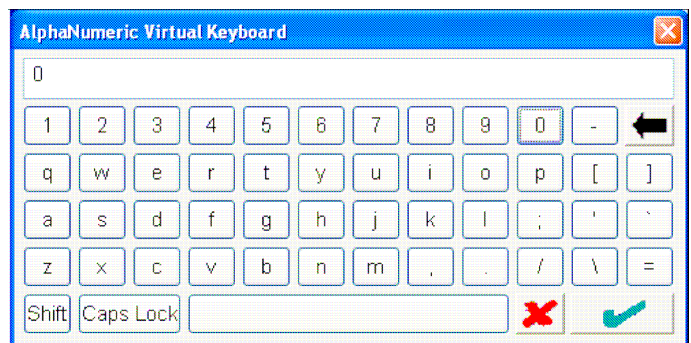 AlphaNumeric Virtual Keyboard
0
1 2 3 4 5 6 7 8 9 0 -
q w e r t y u i o p [ ]
a s d f g h j k l ; ' `
z x c v b n m , . / \ =
Shift Caps Lock